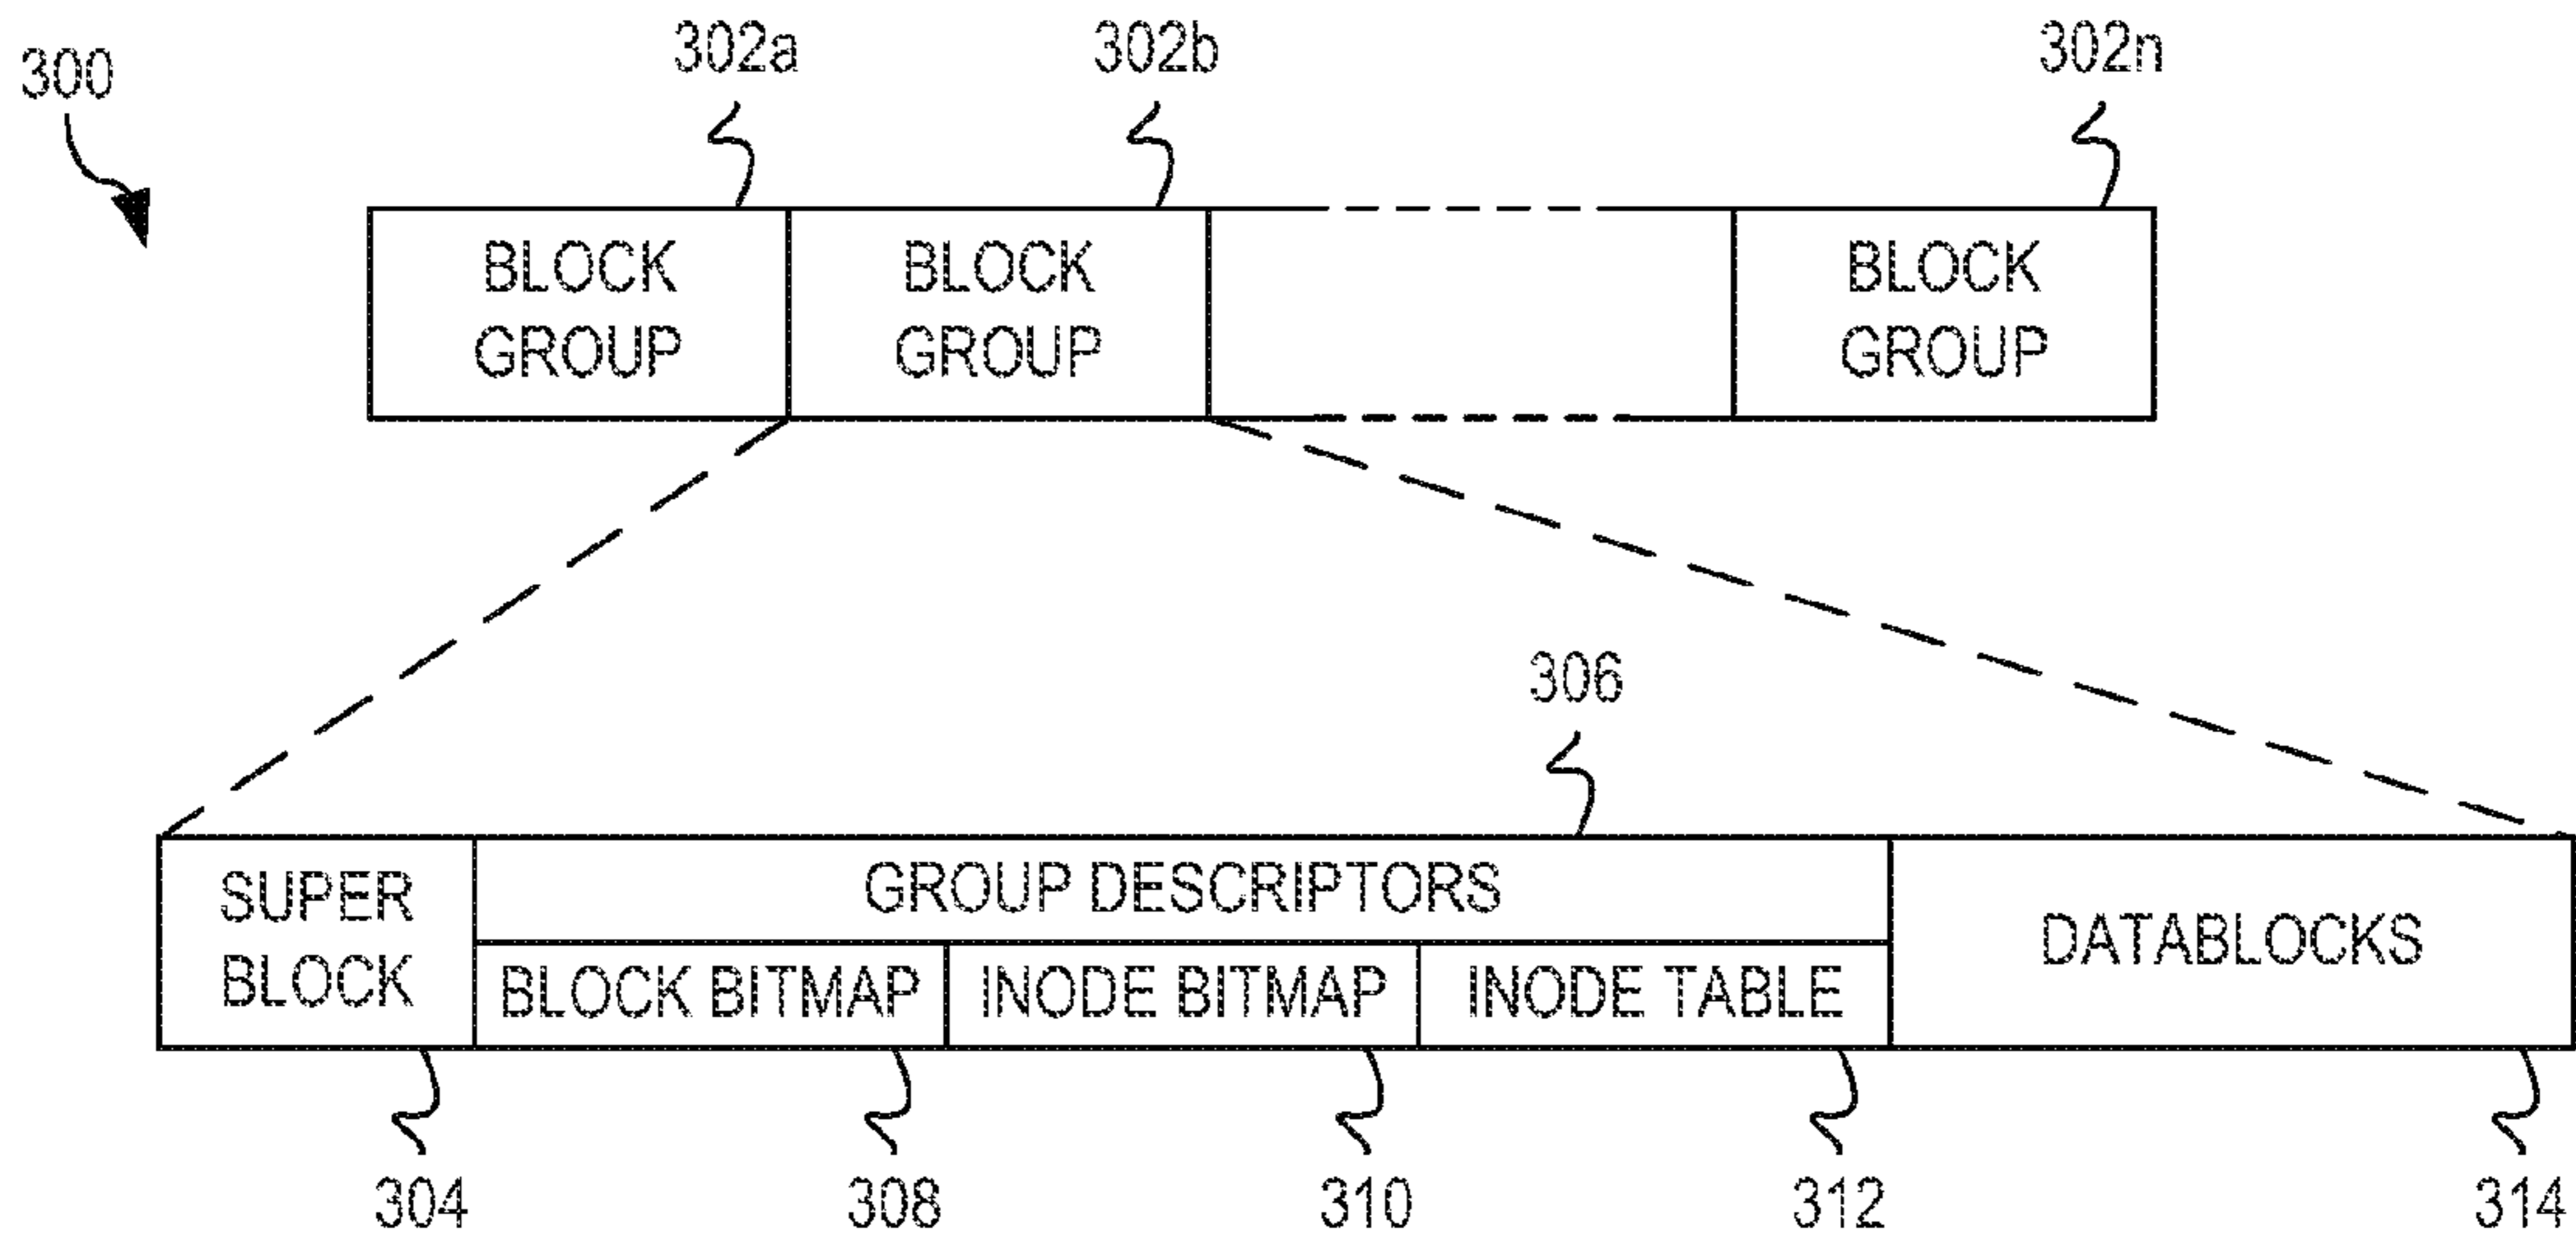 300
302a
302b
302n
BLOCK
GROUP
BLOCK
GROUP
BLOCK
GROUP
306
SUPER
BLOCK
GROUP DESCRIPTORS
BLOCK BITMAP
INODE BITMAP
INODE TABLE
DATABLOCKS
304
308
310
312
314